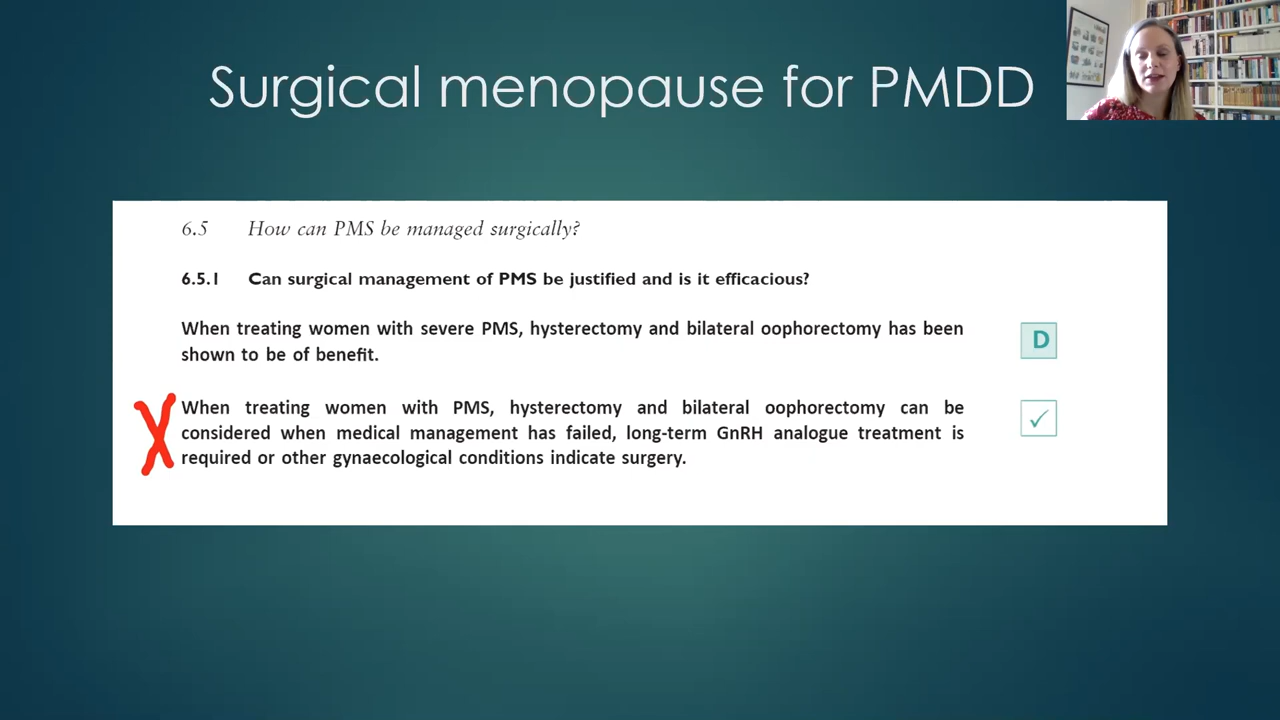 Surgical menopause for PMDD
6.5 How can PMS be managed surgically?
6.5.1 Can surgical management of PMS be justified and is it efficacious?
When treating women with severe PMS, hysterectomy and bilateral oophorectomy has been
shown to be of benefit.
D
When treating women with PMS, hysterectomy and bilateral oophorectomy can be
considered when medical management has failed, long-term GnRH analogue treatment is
required or other gynaecological conditions indicate surgery.
✓